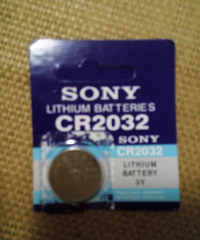 SONY
LITHIUM BATTERIES
CR2032
SONY
CR2032
LITHIUM
BATTERY
3V